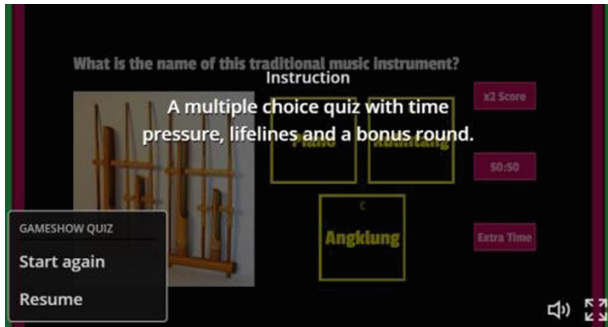 What is the name of this traditional music instrument?
Instruction
A multiple choice quiz with time
pressure, lifelines and a bonus round.
x2 Score
Piano
Kulintang
50:50
C
Angklung
Extra Time
GAMESHOW QUIZ
Start again
Resume